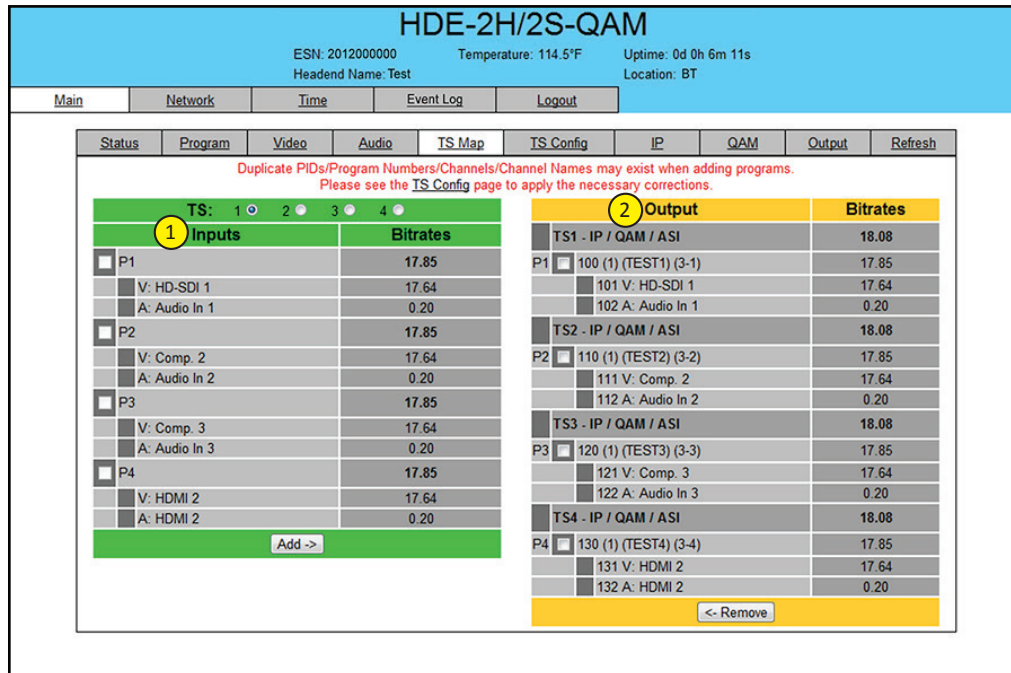 HDE-2H/2S-QAM
ESN: 2012000000 Temperature: 114.5°F Uptime: 0d 0h 6m 11s
Headend Name: Test Location: BT
Main Network Time Event Log Logout
Status Program Video Audio TS Map TS Config IP QAM Output Refresh
Duplicate PIDs/Program Numbers/Channels/Channel Names may exist when adding programs.
Please see the TS Config page to apply the necessary corrections.
TS: 1 2 3 4
1 Inputs Bitrates
P1 17.85
V: HD-SDI 1 17.64
A: Audio In 1 0.20
P2 17.85
V: Comp. 2 17.64
A: Audio In 2 0.20
P3 17.85
V: Comp. 3 17.64
A: Audio In 3 0.20
P4 17.85
V: HDMI 2 17.64
A: HDMI 2 0.20
Add ->
2 Output Bitrates
TS1 - IP / QAM / ASI 18.08
P1 100 (1) (TEST1) (3-1) 17.85
101 V: HD-SDI 1 17.64
102 A: Audio In 1 0.20
TS2 - IP / QAM / ASI 18.08
P2 110 (1) (TEST2) (3-2) 17.85
111 V: Comp. 2 17.64
112 A: Audio In 2 0.20
TS3 - IP / QAM / ASI 18.08
P3 120 (1) (TEST3) (3-3) 17.85
121 V: Comp. 3 17.64
122 A: Audio In 3 0.20
TS4 - IP / QAM / ASI 18.08
P4 130 (1) (TEST4) (3-4) 17.85
131 V: HDMI 2 17.64
132 A: HDMI 2 0.20
<- Remove